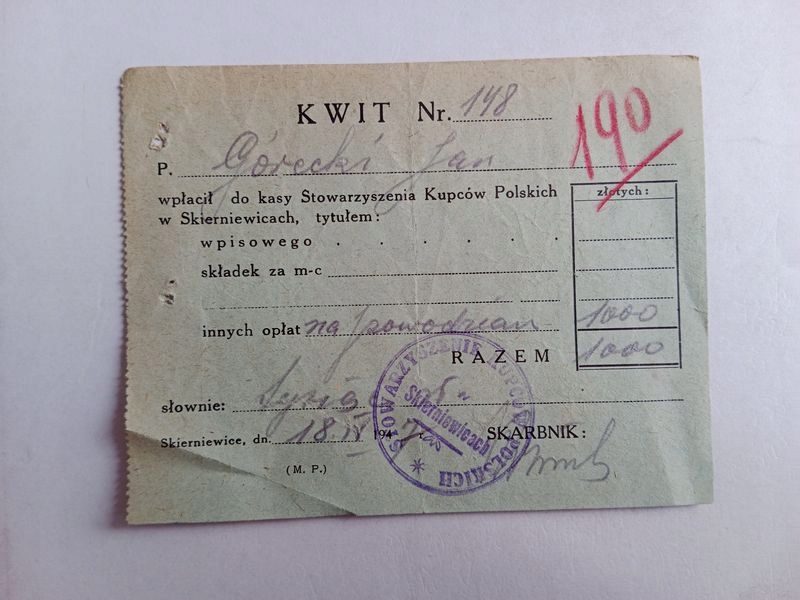 KWIT Nr. 148
190
P. Górecki Jan
wpłacił do kasy Stowarzyszenia Kupców Polskich
w Skierniewicach, tytułem:
złotych:
wpisowego
składek za m-c
innych opłat na powodzian 1000
RAZEM 1000
słownie: Tysiąc
Skierniewice, dn. 18.IV 194
SKARBNIK:
(M. P.)
STOWARZYSZENIE KUPCÓW POLSKICH
w
Skierniewicach